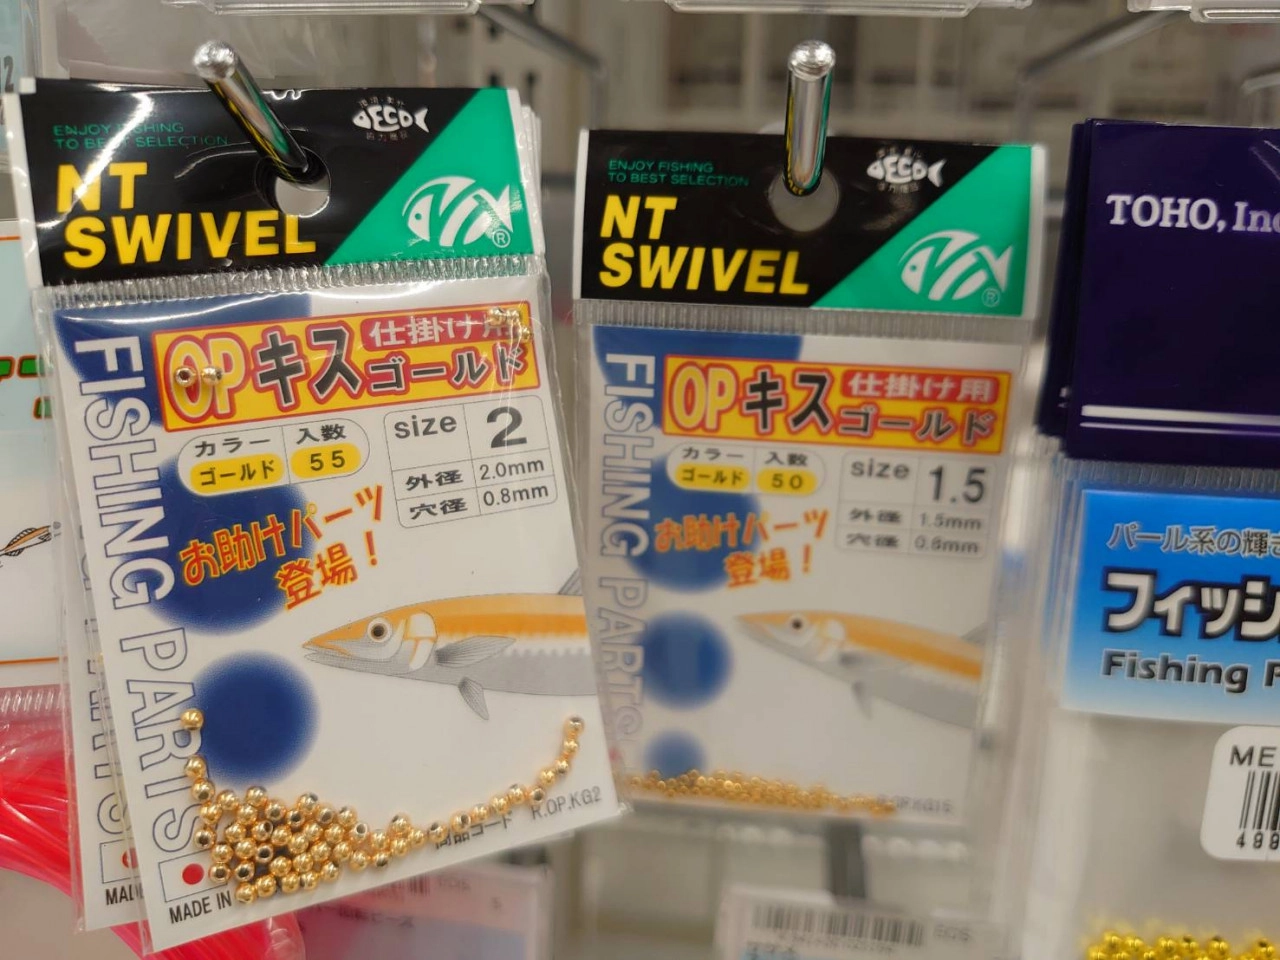 ENJOY FISHING
TO BEST SELECTION
ECO
NT
SWIVEL
®
FISHING PARTS
OPキス
仕掛け用
ゴールド
カラー
ゴールド
入数
55
size
2
外径
2.0mm
穴径
0.8mm
お助けパーツ
登場!
商品コード R.OP.KG2
MADE IN
ENJOY FISHING
TO BEST SELECTION
ECO
NT
SWIVEL
®
FISHING PARTS
OPキス
仕掛け用
ゴールド
カラー
ゴールド
入数
50
size
1.5
外径
1.5mm
穴径
お助けパーツ
登場!
TOHO, Inc
パール系の輝き
フィッシ
Fishing P
ME
499